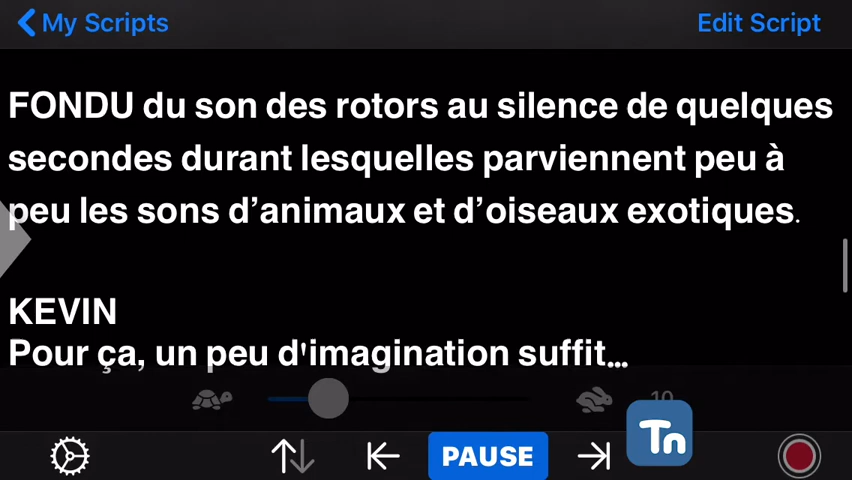 My Scripts
Edit Script
FONDU du son des rotors au silence de quelques
secondes durant lesquelles parviennent peu à
peu les sons d’animaux et d’oiseaux exotiques.
KEVIN
Pour ça, un peu d'imagination suffit...
10
PAUSE
Tn